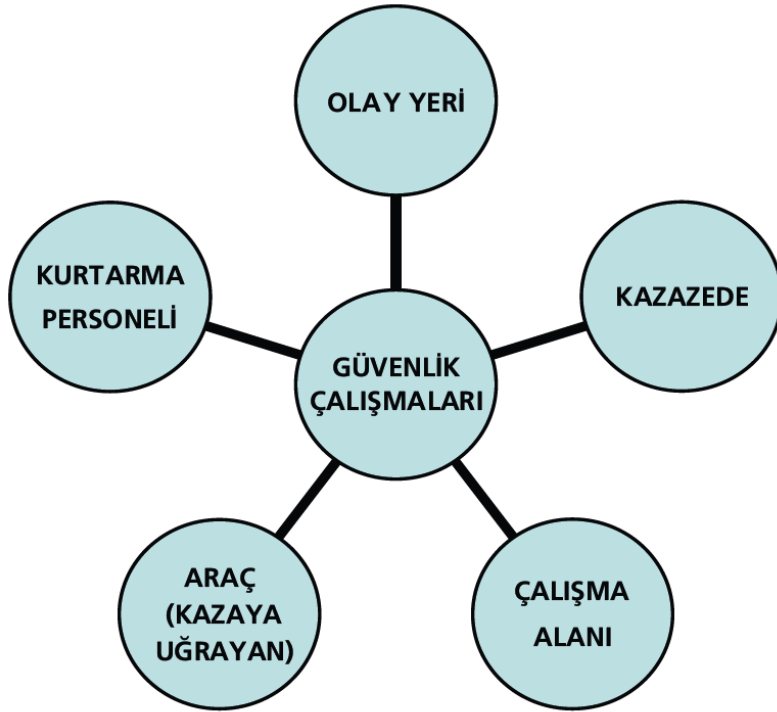 OLAY YERİ
KURTARMA
PERSONELİ
KAZAZEDE
GÜVENLİK
ÇALIŞMALARI
ARAÇ
(KAZAYA
UĞRAYAN)
ÇALIŞMA
ALANI